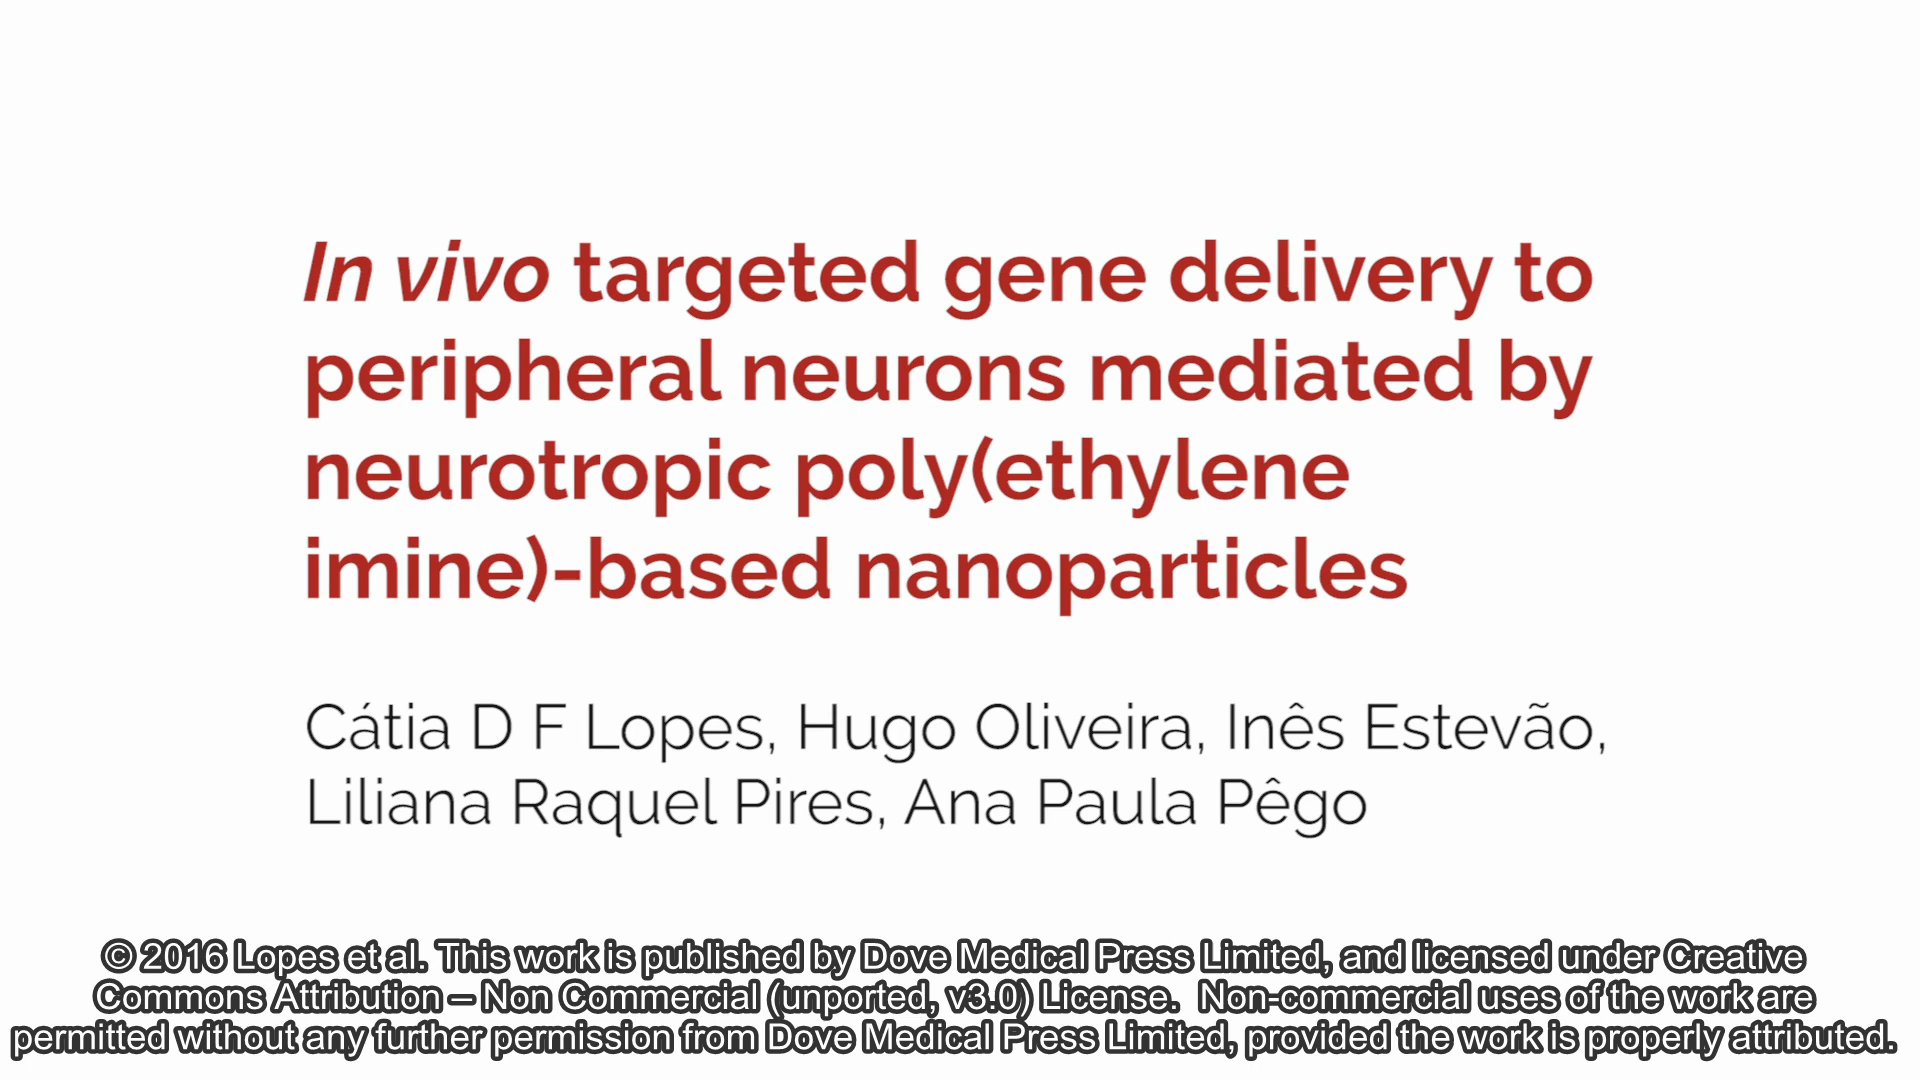 In vivo targeted gene delivery to
peripheral neurons mediated by
neurotropic poly(ethylene
imine)-based nanoparticles
Cátia D F Lopes, Hugo Oliveira, Inês Estevão,
Liliana Raquel Pires, Ana Paula Pêgo
© 2016 Lopes et al. This work is published by Dove Medical Press Limited, and licensed under Creative
Commons Attribution – Non Commercial (unported, v3.0) License.  Non-commercial uses of the work are
permitted without any further permission from Dove Medical Press Limited, provided the work is properly attributed.